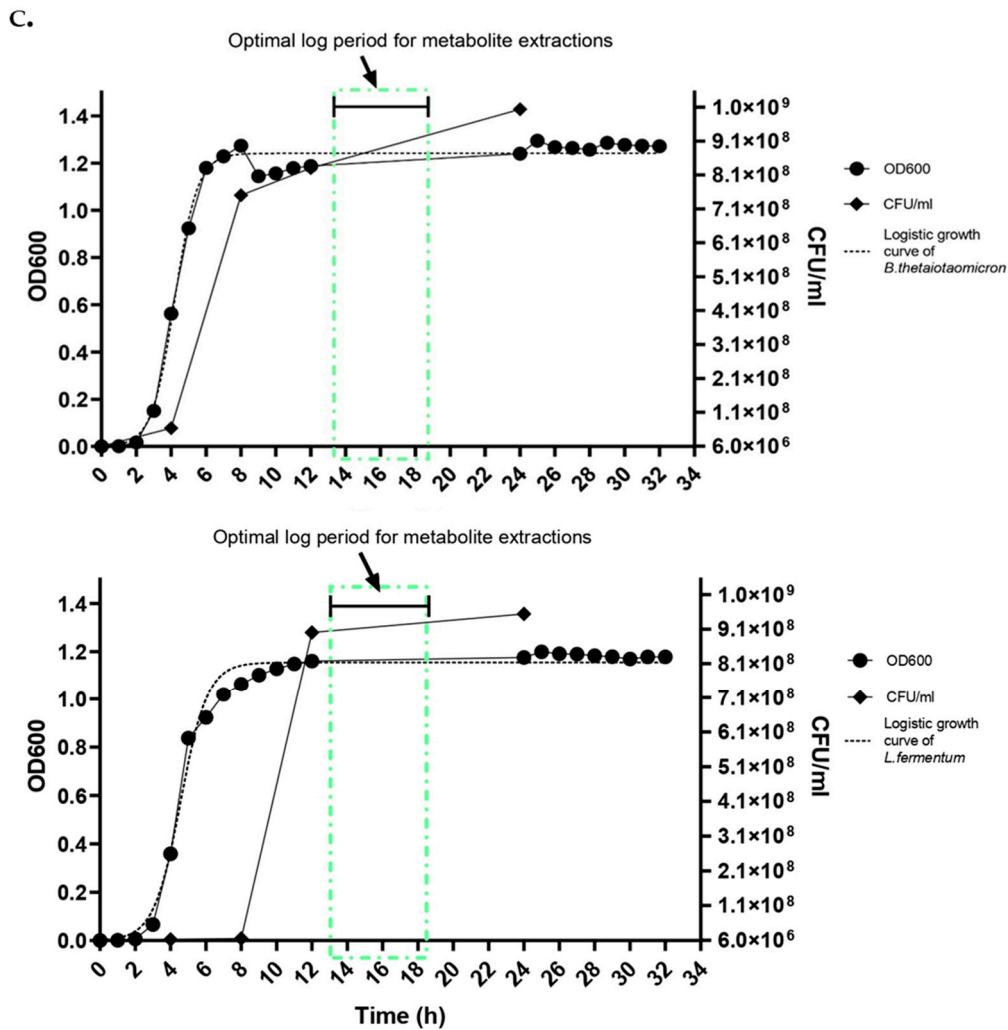 c.
Optimal log period for metabolite extractions
1.4
1.2
1.0
0.8
0.6
0.4
0.2
0.0
OD600
1.0×10⁹
9.1×10⁸
8.1×10⁸
7.1×10⁸
6.1×10⁸
5.1×10⁸
4.1×10⁸
3.1×10⁸
2.1×10⁸
1.1×10⁸
6.0×10⁶
CFU/ml
0 2 4 6 8 10 12 14 16 18 20 22 24 26 28 30 32 34
OD600
CFU/ml
Logistic growth
curve of
B.thetaiotaomicron
Optimal log period for metabolite extractions
1.4
1.2
1.0
0.8
0.6
0.4
0.2
0.0
OD600
1.0×10⁹
9.1×10⁸
8.1×10⁸
7.1×10⁸
6.1×10⁸
5.1×10⁸
4.1×10⁸
3.1×10⁸
2.1×10⁸
1.1×10⁸
6.0×10⁶
CFU/ml
0 2 4 6 8 10 12 14 16 18 20 22 24 26 28 30 32 34
Time (h)
OD600
CFU/ml
Logistic growth
curve of
L.fermentum